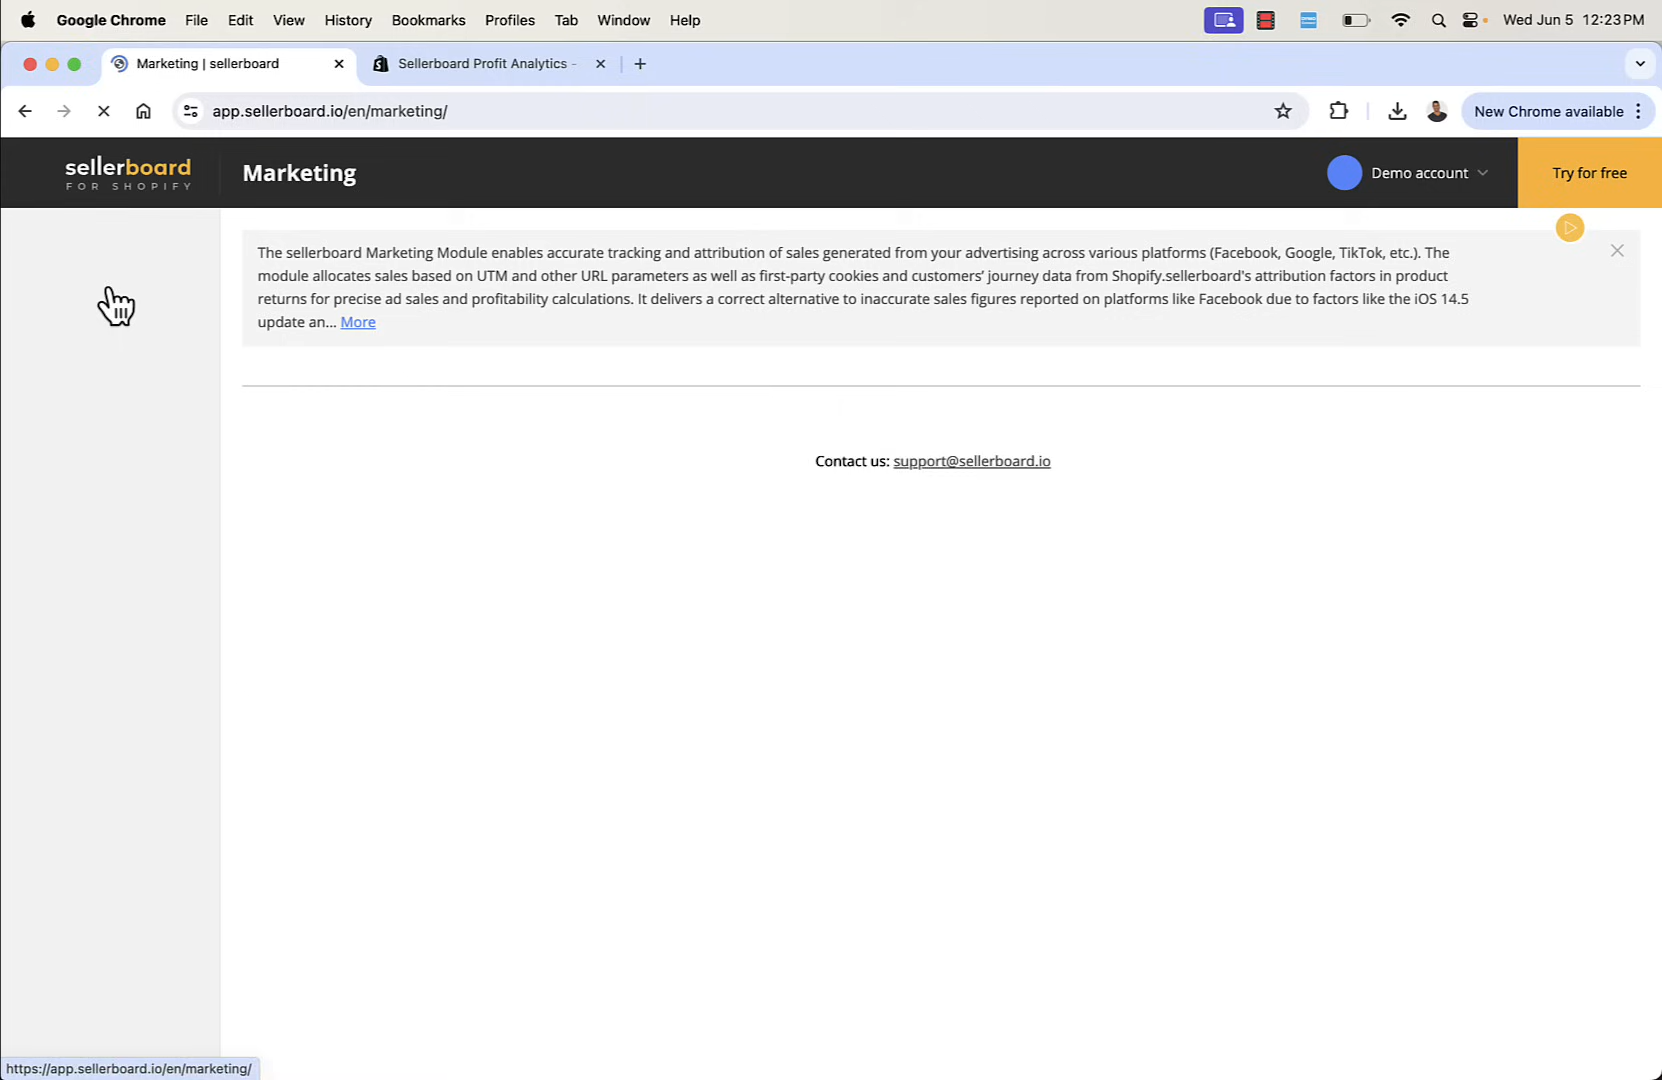 Google Chrome File Edit View History Bookmarks Profiles Tab Window Help Wed Jun 5 12:23 PM
Marketing | sellerboard Sellerboard Profit Analytics -
app.sellerboard.io/en/marketing/ New Chrome available
sellerboard
FOR SHOPIFY
Marketing
Demo account
Try for free
The sellerboard Marketing Module enables accurate tracking and attribution of sales generated from your advertising across various platforms (Facebook, Google, TikTok, etc.). The
module allocates sales based on UTM and other URL parameters as well as first-party cookies and customers’ journey data from Shopify.sellerboard's attribution factors in product
returns for precise ad sales and profitability calculations. It delivers a correct alternative to inaccurate sales figures reported on platforms like Facebook due to factors like the iOS 14.5
update an... More
Contact us: support@sellerboard.io
https://app.sellerboard.io/en/marketing/